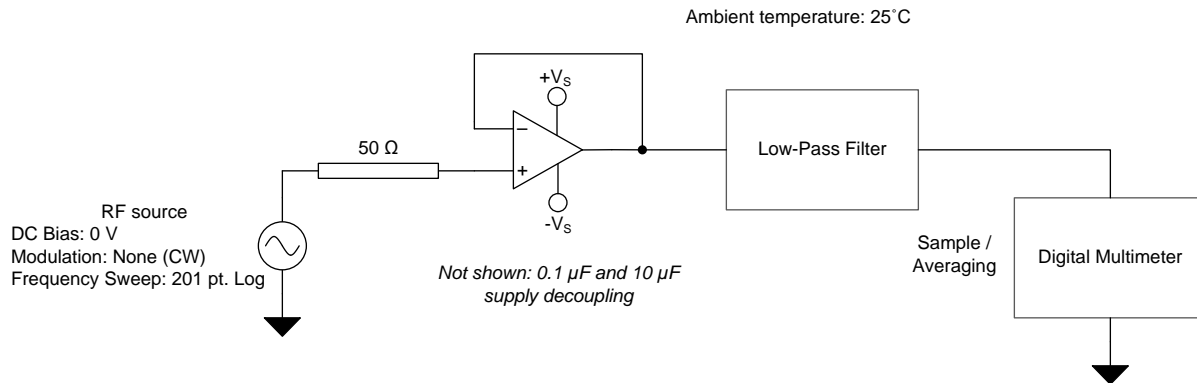 Ambient temperature: 25˚C
+VS
−
50 Ω
+
-VS
Low-Pass Filter
RF source
DC Bias: 0 V
Modulation: None (CW)
Frequency Sweep: 201 pt. Log
Not shown: 0.1 µF and 10 µF
supply decoupling
Sample /
Averaging
Digital Multimeter